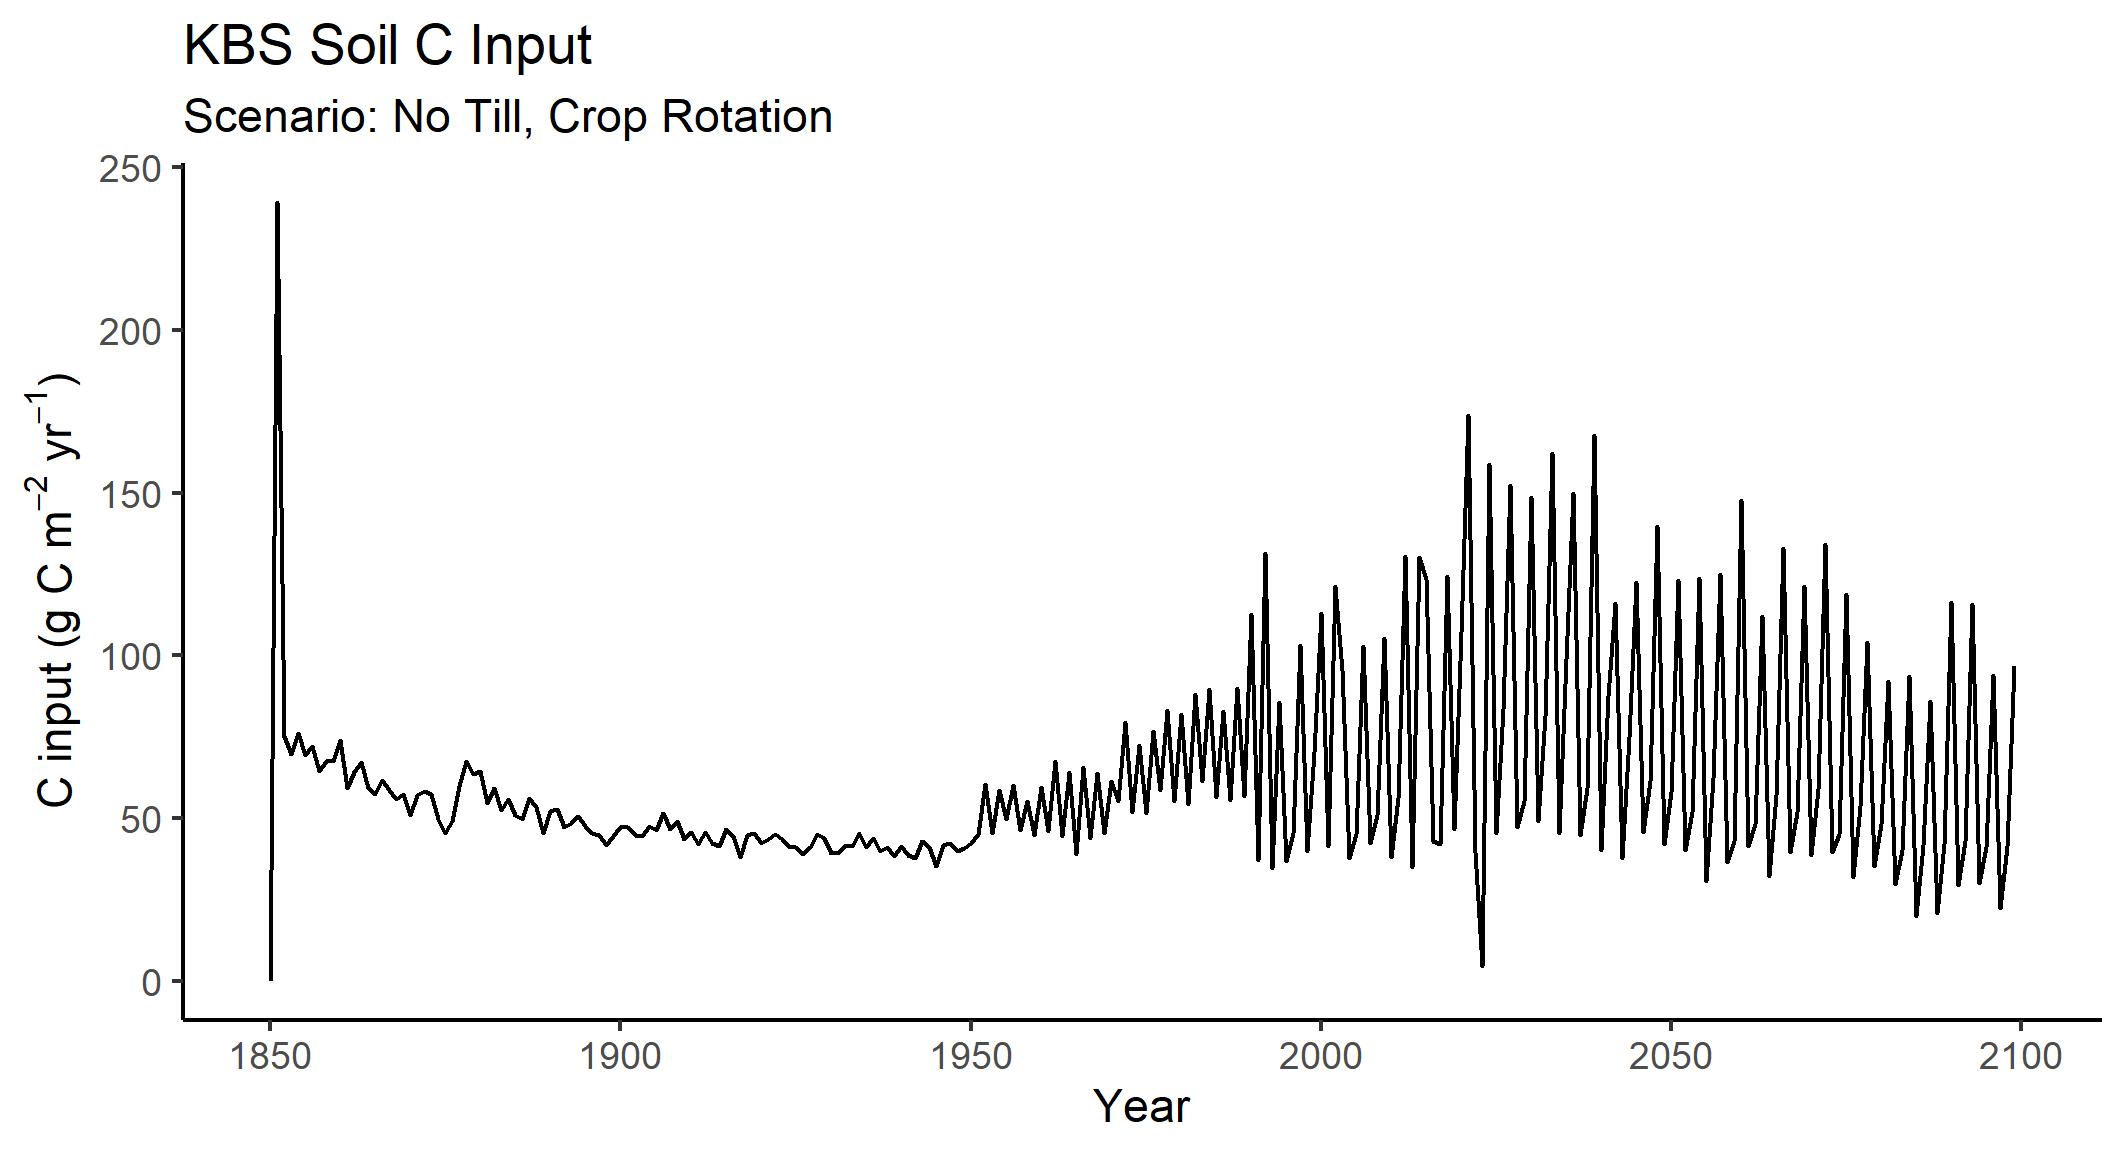 KBS Soil C Input
Scenario: No Till, Crop Rotation
C input (g C m⁻² yr⁻¹)
250
200
150
100
50
0
1850 1900 1950 2000 2050 2100
Year